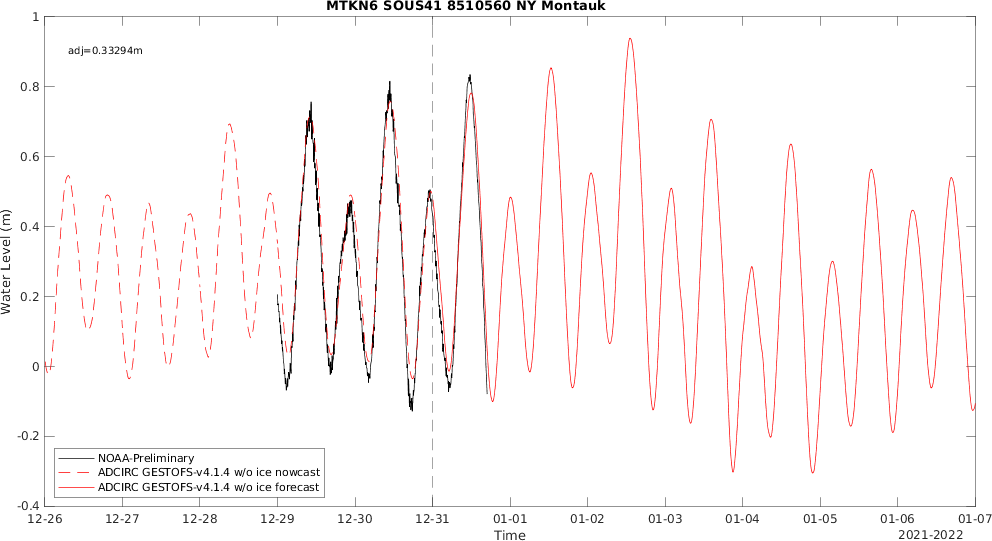 MTKN6 SOUS41 8510560 NY Montauk
adj=0.33294m
1
0.8
0.6
0.4
0.2
0
-0.2
-0.4
Water Level (m)
NOAA-Preliminary
ADCIRC GESTOFS-v4.1.4 w/o ice nowcast
ADCIRC GESTOFS-v4.1.4 w/o ice forecast
12-26 12-27 12-28 12-29 12-30 12-31 01-01 01-02 01-03 01-04 01-05 01-06 01-07
Time
2021-2022